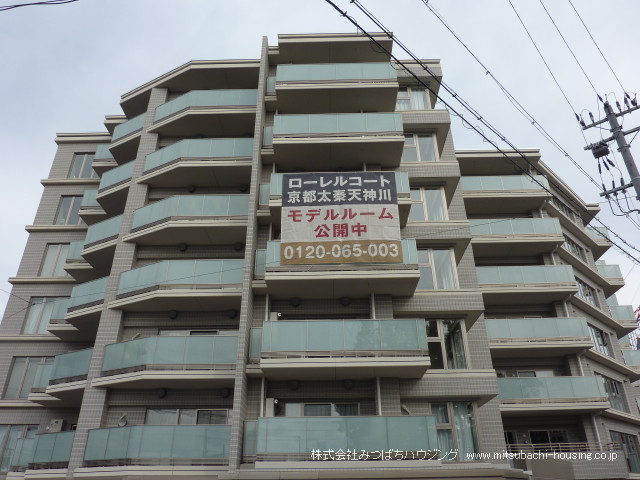 ローレルコート
京都太秦天神川
モデルルーム
公開中
0120-065-003
株式会社みつばちハウジング www.mitsubachi-housing.co.jp